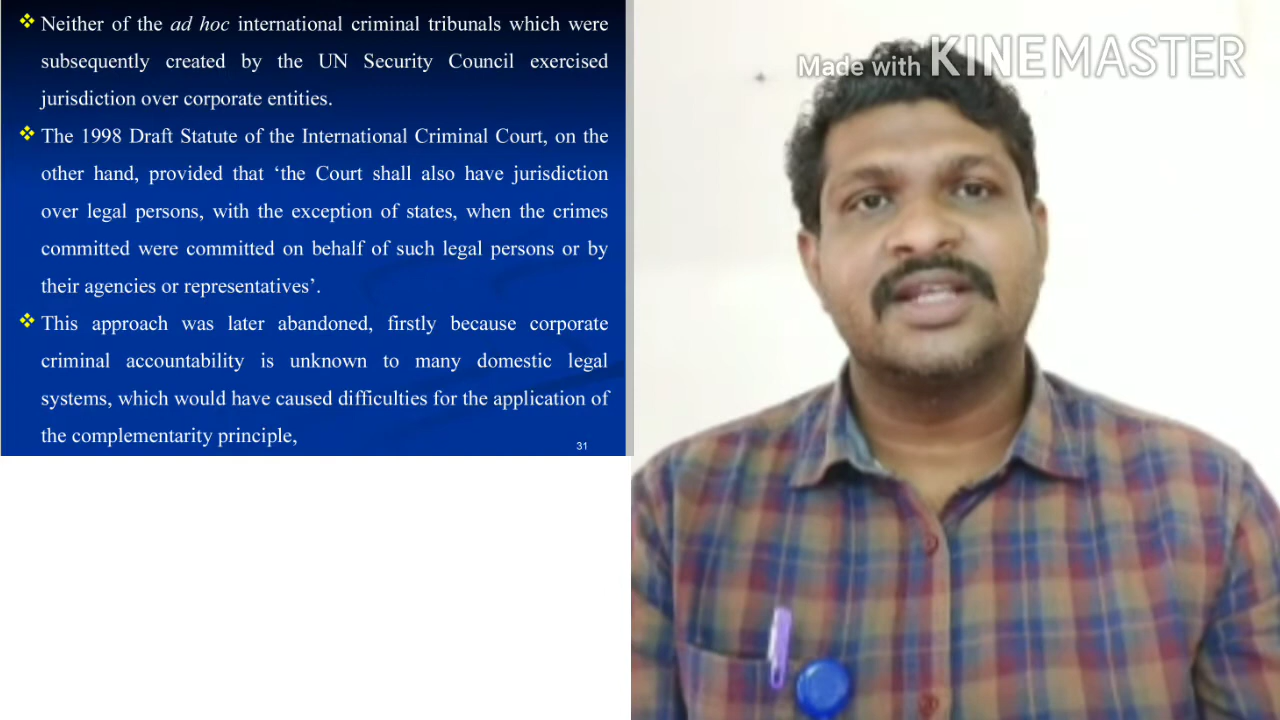 ❖ Neither of the ad hoc international criminal tribunals which were
subsequently created by the UN Security Council exercised
jurisdiction over corporate entities.
❖ The 1998 Draft Statute of the International Criminal Court, on the
other hand, provided that ‘the Court shall also have jurisdiction
over legal persons, with the exception of states, when the crimes
committed were committed on behalf of such legal persons or by
their agencies or representatives’.
❖ This approach was later abandoned, firstly because corporate
criminal accountability is unknown to many domestic legal
systems, which would have caused difficulties for the application of
the complementarity principle,
31
Made with KINEMASTER